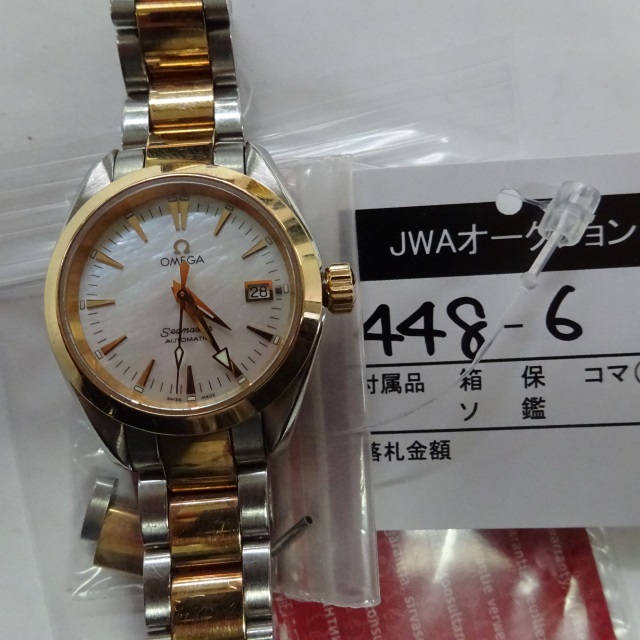 OMEGA
28
Seamaster
AUTOMATIC
JWAオークション
448-6
付属品 箱 保 コマ(
ソ 鑑
落札金額